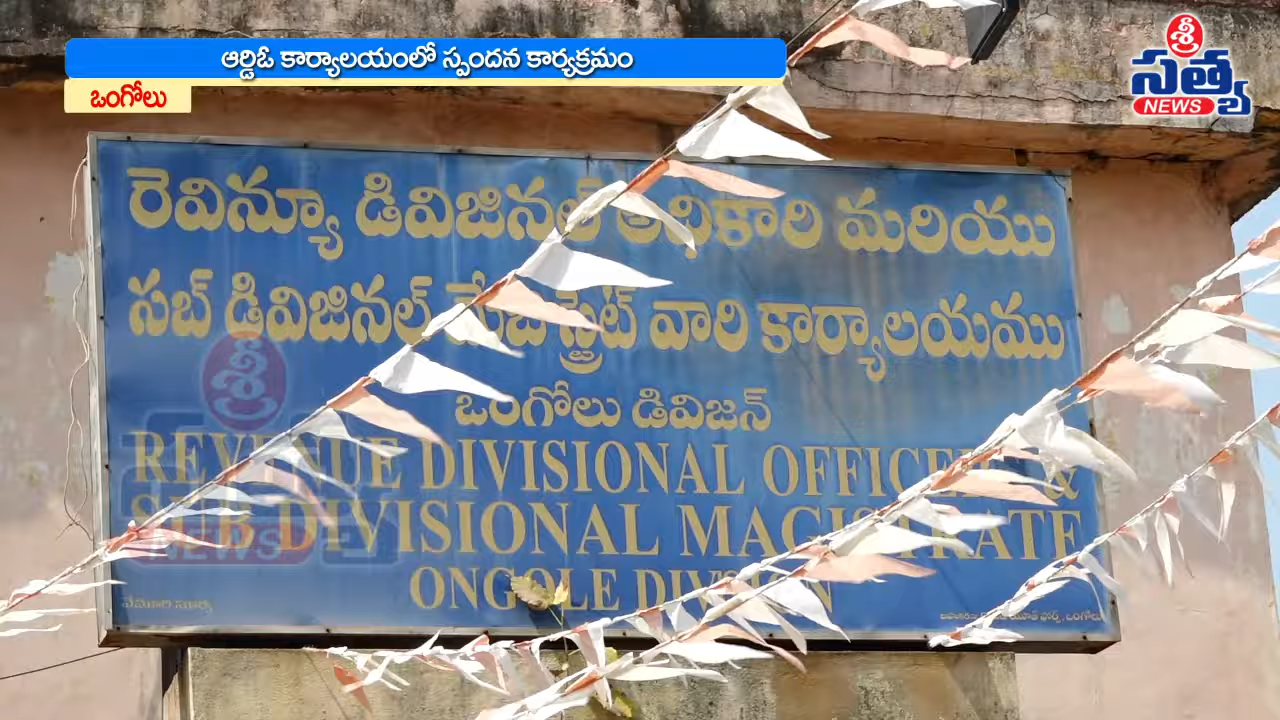 ఆర్డిఓ కార్యాలయంలో స్పందన కార్యక్రమం
ఒంగోలు
శ్రీ
సత్య
NEWS
రెవిన్యూ డివిజినల్ అధికారి మరియు
సబ్ డివిజినల్ మేజిస్ట్రేట్ వారి కార్యాలయము
ఒంగోలు డివిజన్
REVENUE DIVISIONAL OFFICER &
SUB DIVISIONAL MAGISTRATE
ONGOLE DIVISION
శ్రీ
NEWS
వేమూరి సూర్య
ఒంగోలు